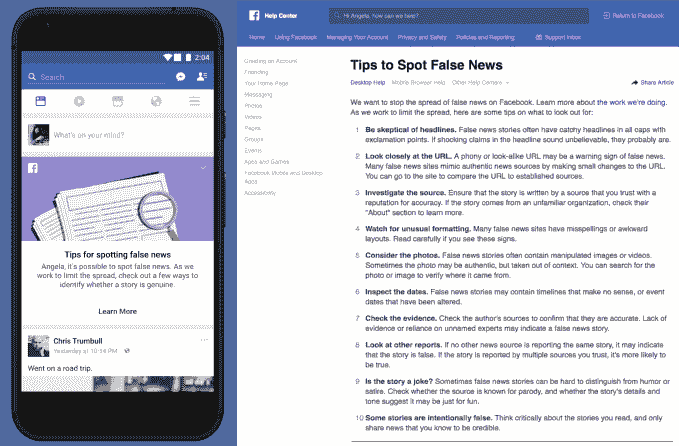 2:04
Search
What's on your mind?
Tips for spotting false news
Angela, it's possible to spot false news. As we
work to limit the spread, check out a few ways to
identify whether a story is genuine.
Learn More
Chris Trumbull
Yesterday at 10:34 PM
Went on a road trip.
Help Center
Hi Angela, how can we help?
Return to Facebook
Home
Using Facebook
Managing Your Account
Privacy and Safety
Policies and Reporting
Support Inbox
Creating an Account
Friending
Your Home Page
Messaging
Photos
Videos
Pages
Groups
Events
Apps and Games
Facebook Mobile and Desktop
Apps
Accessibility
Tips to Spot False News
Desktop Help
Mobile Browser Help
Other Help Centers
Share Article
We want to stop the spread of false news on Facebook. Learn more about the work we're doing.
As we work to limit the spread, here are some tips on what to look out for:
1 Be skeptical of headlines. False news stories often have catchy headlines in all caps with
exclamation points. If shocking claims in the headline sound unbelievable, they probably are.
2 Look closely at the URL. A phony or look-alike URL may be a warning sign of false news.
Many false news sites mimic authentic news sources by making small changes to the URL.
You can go to the site to compare the URL to established sources.
3 Investigate the source. Ensure that the story is written by a source that you trust with a
reputation for accuracy. If the story comes from an unfamiliar organization, check their
"About" section to learn more.
4 Watch for unusual formatting. Many false news sites have misspellings or awkward
layouts. Read carefully if you see these signs.
5 Consider the photos. False news stories often contain manipulated images or videos.
Sometimes the photo may be authentic, but taken out of context. You can search for the
photo or image to verify where it came from.
6 Inspect the dates. False news stories may contain timelines that make no sense, or event
dates that have been altered.
7 Check the evidence. Check the author's sources to confirm that they are accurate. Lack of
evidence or reliance on unnamed experts may indicate a false news story.
8 Look at other reports. If no other news source is reporting the same story, it may indicate
that the story is false. If the story is reported by multiple sources you trust, it's more likely to
be true.
9 Is the story a joke? Sometimes false news stories can be hard to distinguish from humor or
satire. Check whether the source is known for parody, and whether the story's details and
tone suggest it may be just for fun.
10 Some stories are intentionally false. Think critically about the stories you read, and only
share news that you know to be credible.